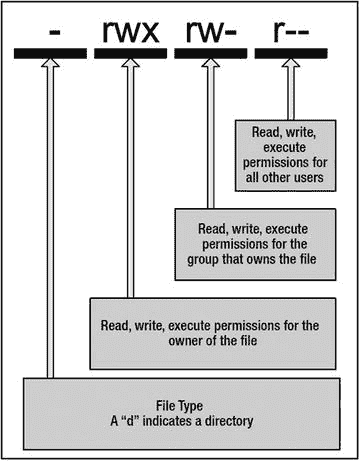 - rwx rw- r--
Read, write,
execute
permissions for
all other users
Read, write, execute
permissions for the
group that owns the file
Read, write, execute permissions for the
owner of the file
File Type
A “d” indicates a directory